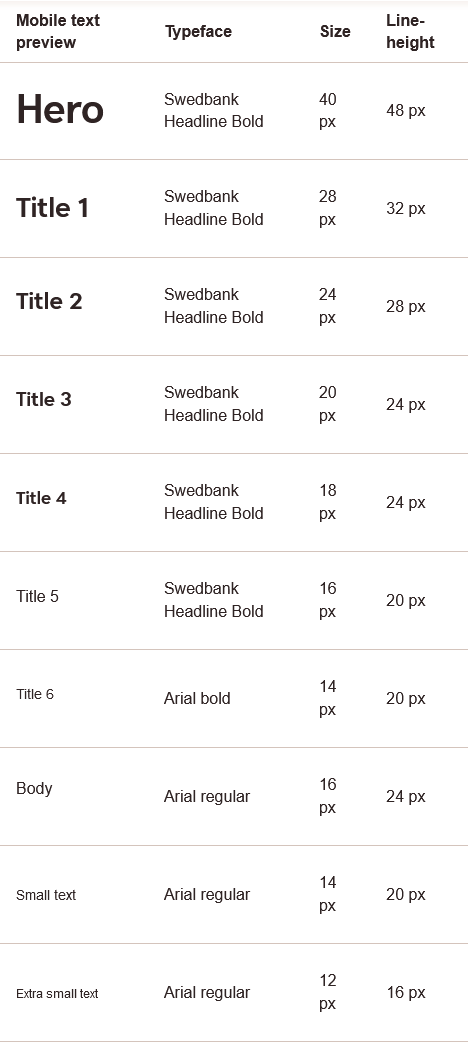 Mobile text preview Typeface Size Line-height
Hero Swedbank Headline Bold 40 px 48 px
Title 1 Swedbank Headline Bold 28 px 32 px
Title 2 Swedbank Headline Bold 24 px 28 px
Title 3 Swedbank Headline Bold 20 px 24 px
Title 4 Swedbank Headline Bold 18 px 24 px
Title 5 Swedbank Headline Bold 16 px 20 px
Title 6 Arial bold 14 px 20 px
Body Arial regular 16 px 24 px
Small text Arial regular 14 px 20 px
Extra small text Arial regular 12 px 16 px